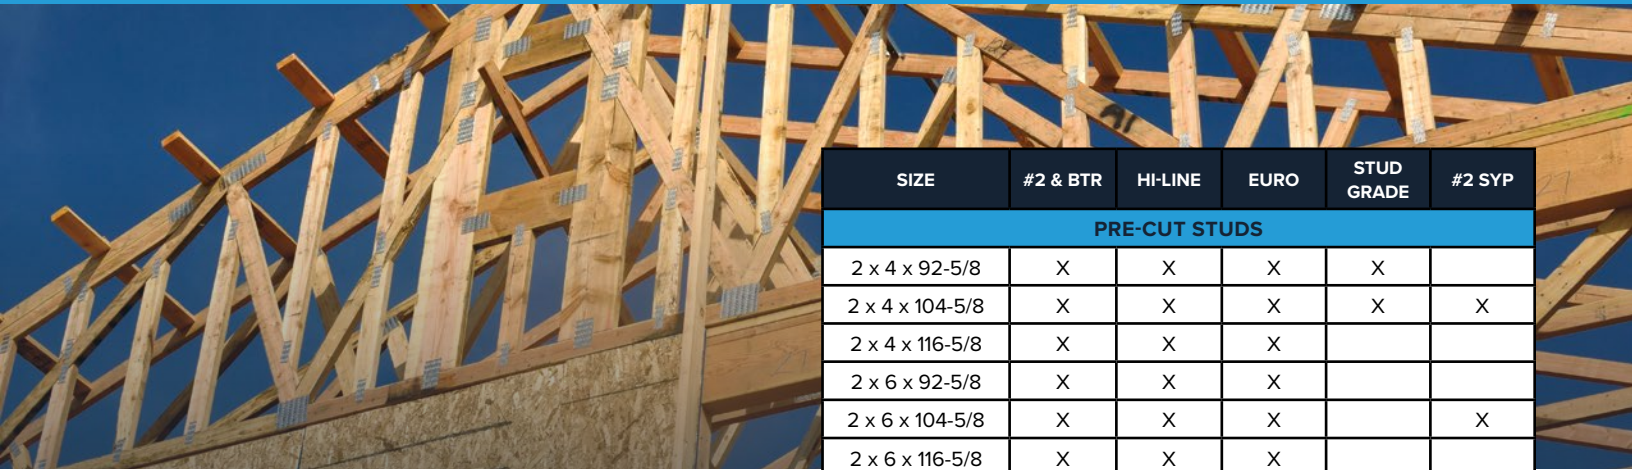 SIZE #2 & BTR HI-LINE EURO STUD GRADE #2 SYP
PRE-CUT STUDS
2 x 4 x 92-5/8 X X X X
2 x 4 x 104-5/8 X X X X X
2 x 4 x 116-5/8 X X X
2 x 6 x 92-5/8 X X X
2 x 6 x 104-5/8 X X X X
2 x 6 x 116-5/8 X X X